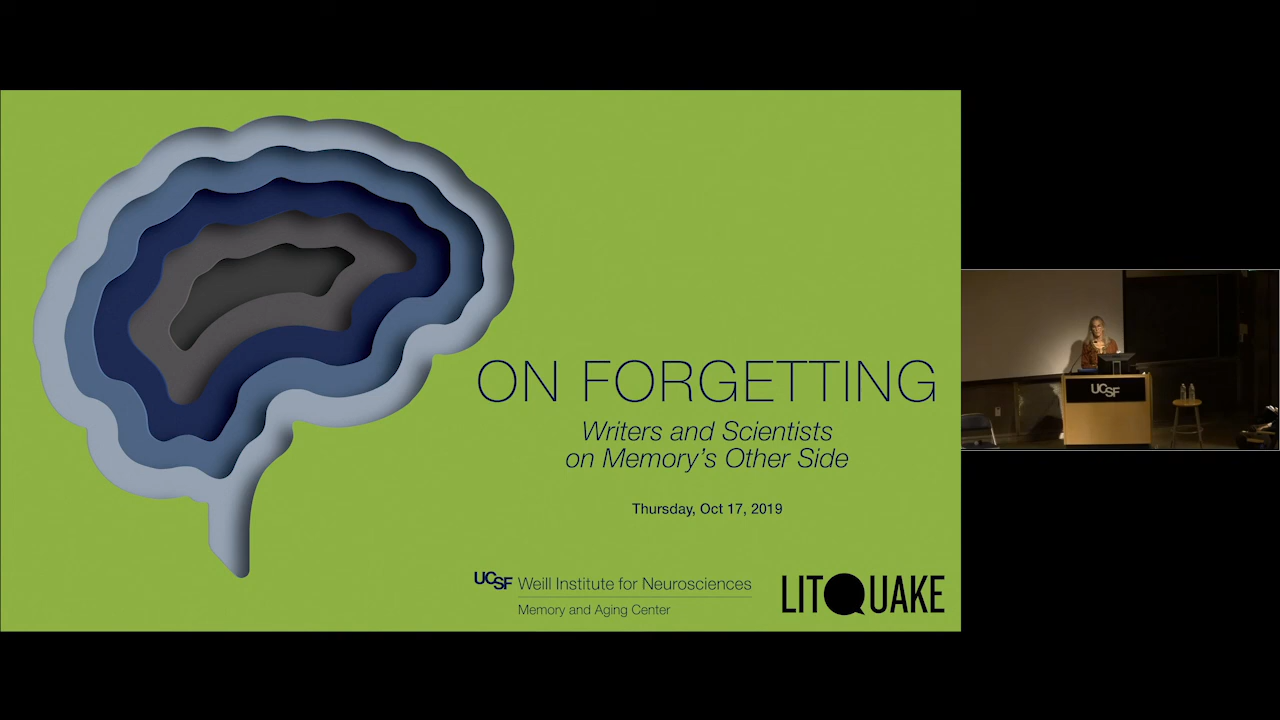 ON FORGETTING
Writers and Scientists
on Memory's Other Side
Thursday, Oct 17, 2019
UCSF Weill Institute for Neurosciences
Memory and Aging Center
LITQUAKE
UCSF